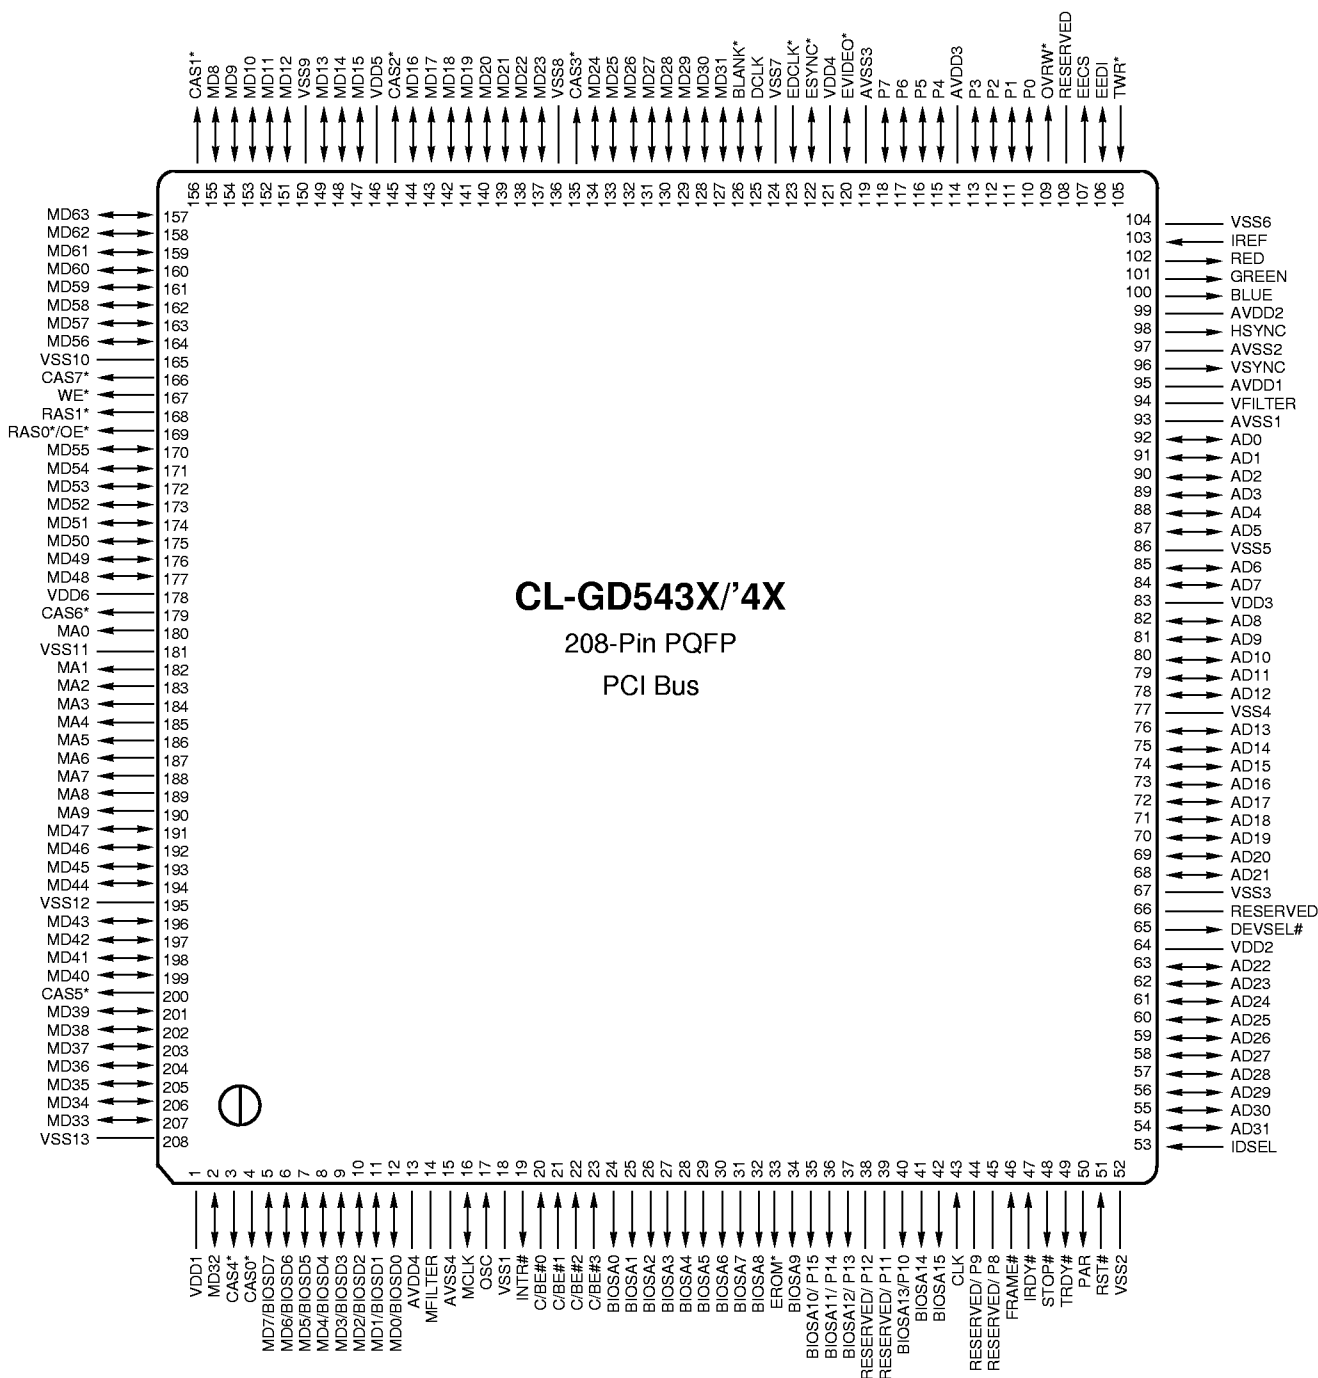 CAS1*
MD8
MD9
MD10
MD11
MD12
VSS9
MD13
MD14
MD15
VDD5
CAS2*
MD16
MD17
MD18
MD19
MD20
MD21
MD22
MD23
VSS8
CAS3*
MD24
MD25
MD26
MD27
MD28
MD29
MD30
MD31
BLANK*
DCLK
VSS7
EDCLK*
ESYNC*
VDD4
EVIDEO*
AVSS3
P7
P6
P5
P4
AVDD3
P3
P2
P1
P0
OVRW*
RESERVED
EECS
EEDI
TWR*
156
155
154
153
152
151
150
149
148
147
146
145
144
143
142
141
140
139
138
137
136
135
134
133
132
131
130
129
128
127
126
125
124
123
122
121
120
119
118
117
116
115
114
113
112
111
110
109
108
107
106
105
MD63 157
MD62 158
MD61 159
MD60 160
MD59 161
MD58 162
MD57 163
MD56 164
VSS10 165
CAS7* 166
WE* 167
RAS1* 168
RAS0*/OE* 169
MD55 170
MD54 171
MD53 172
MD52 173
MD51 174
MD50 175
MD49 176
MD48 177
VDD6 178
CAS6* 179
MA0 180
VSS11 181
MA1 182
MA2 183
MA3 184
MA4 185
MA5 186
MA6 187
MA7 188
MA8 189
MA9 190
MD47 191
MD46 192
MD45 193
MD44 194
VSS12 195
MD43 196
MD42 197
MD41 198
MD40 199
CAS5* 200
MD39 201
MD38 202
MD37 203
MD36 204
MD35 205
MD34 206
MD33 207
VSS13 208
CL-GD543X/’4X
208-Pin PQFP
PCI Bus
104 VSS6
103 IREF
102 RED
101 GREEN
100 BLUE
99 AVDD2
98 HSYNC
97 AVSS2
96 VSYNC
95 AVDD1
94 VFILTER
93 AVSS1
92 AD0
91 AD1
90 AD2
89 AD3
88 AD4
87 AD5
86 VSS5
85 AD6
84 AD7
83 VDD3
82 AD8
81 AD9
80 AD10
79 AD11
78 AD12
77 VSS4
76 AD13
75 AD14
74 AD15
73 AD16
72 AD17
71 AD18
70 AD19
69 AD20
68 AD21
67 VSS3
66 RESERVED
65 DEVSEL#
64 VDD2
63 AD22
62 AD23
61 AD24
60 AD25
59 AD26
58 AD27
57 AD28
56 AD29
55 AD30
54 AD31
53 IDSEL
1
2
3
4
5
6
7
8
9
10
11
12
13
14
15
16
17
18
19
20
21
22
23
24
25
26
27
28
29
30
31
32
33
34
35
36
37
38
39
40
41
42
43
44
45
46
47
48
49
50
51
52
VDD1
MD32
CAS4*
CAS0*
MD7/BIOSD7
MD6/BIOSD6
MD5/BIOSD5
MD4/BIOSD4
MD3/BIOSD3
MD2/BIOSD2
MD1/BIOSD1
MD0/BIOSD0
AVDD4
MFILTER
AVSS4
MCLK
OSC
VSS1
INTR#
C/BE#0
C/BE#1
C/BE#2
C/BE#3
BIOSA0
BIOSA1
BIOSA2
BIOSA3
BIOSA4
BIOSA5
BIOSA6
BIOSA7
BIOSA8
EROM*
BIOSA9
BIOSA10/ P15
BIOSA11/ P14
BIOSA12/ P13
RESERVED/ P12
RESERVED/ P11
BIOSA13/P10
BIOSA14
BIOSA15
CLK
RESERVED/ P9
RESERVED/ P8
FRAME#
IRDY#
STOP#
TRDY#
PAR
RST#
VSS2